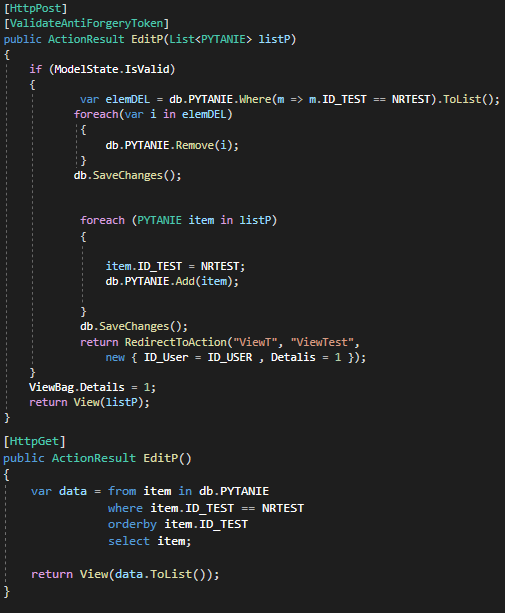 [HttpPost]
[ValidateAntiForgeryToken]
public ActionResult EditP(List<PYTANIE> listP)
{
if (ModelState.IsValid)
{
var elemDEL = db.PYTANIE.Where(m => m.ID_TEST == NRTEST).ToList();
foreach(var i in elemDEL)
{
db.PYTANIE.Remove(i);
}
db.SaveChanges();
foreach (PYTANIE item in listP)
{
item.ID_TEST = NRTEST;
db.PYTANIE.Add(item);
}
db.SaveChanges();
return RedirectToAction("ViewT", "ViewTest",
new { ID_User = ID_USER , Detalis = 1 });
}
ViewBag.Details = 1;
return View(listP);
}
[HttpGet]
public ActionResult EditP()
{
var data = from item in db.PYTANIE
where item.ID_TEST == NRTEST
orderby item.ID_TEST
select item;
return View(data.ToList());
}